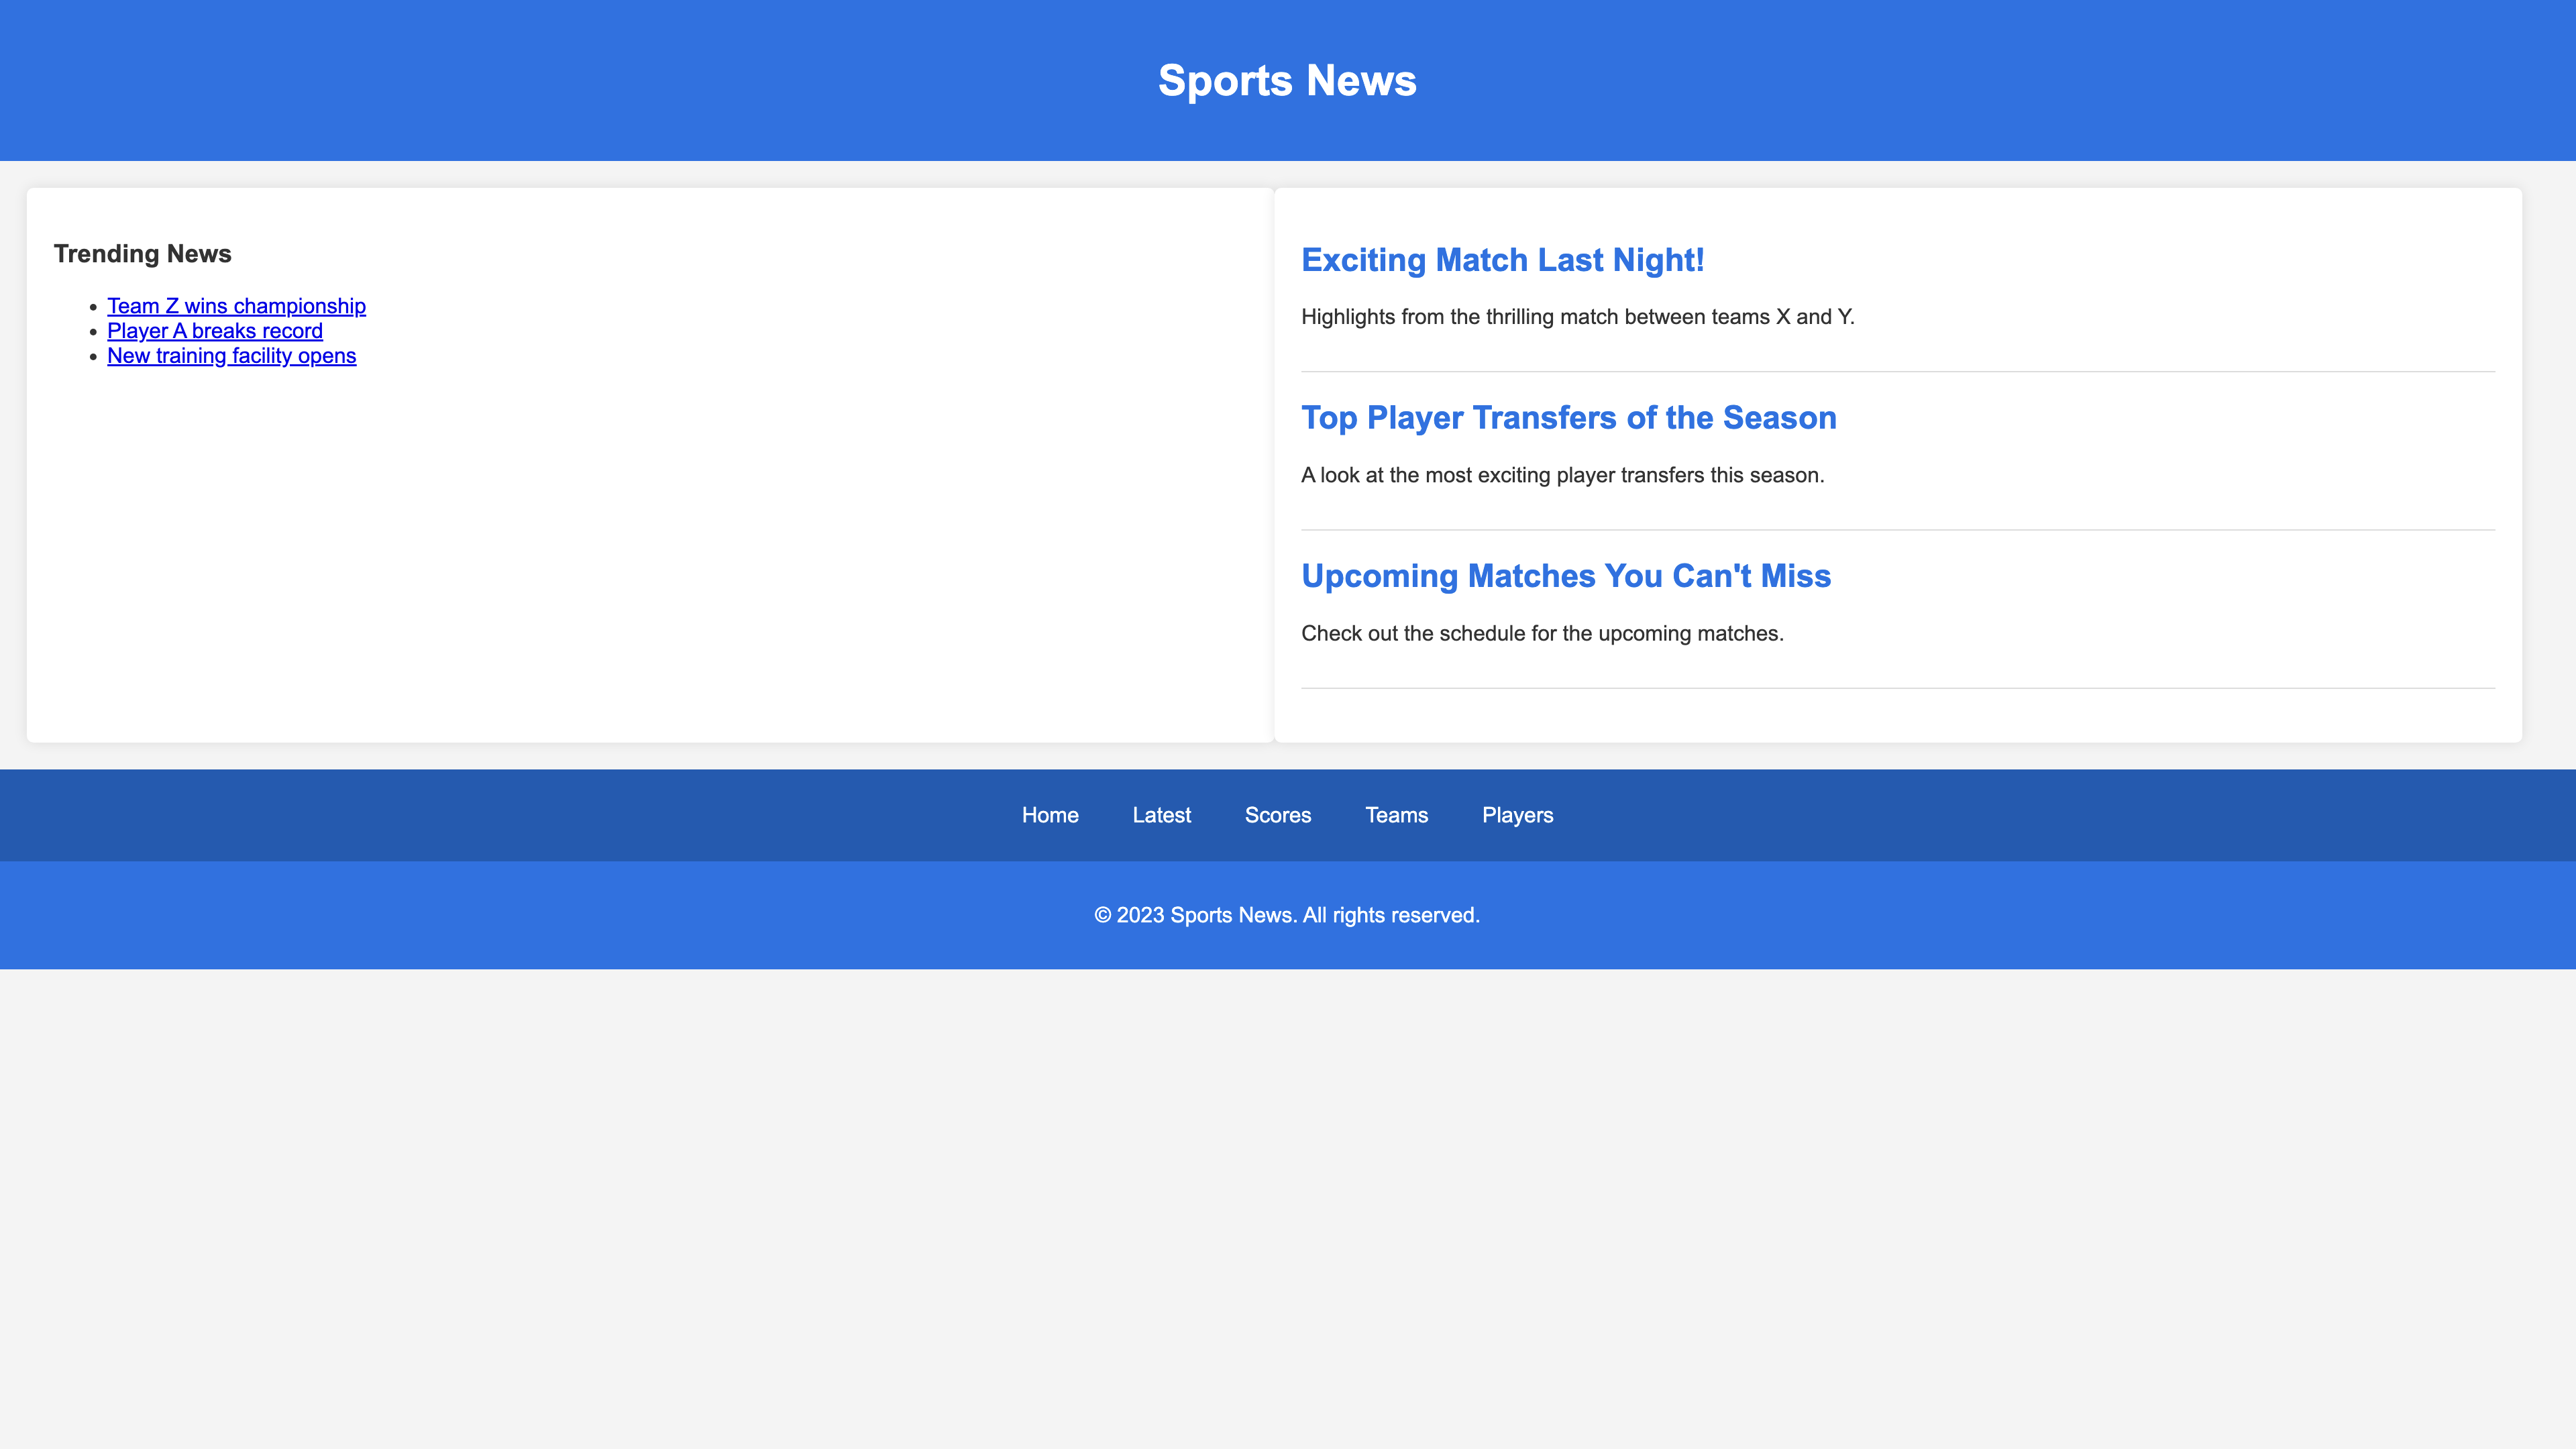 Sports News
Trending News
Team Z wins championship
Player A breaks record
New training facility opens
Exciting Match Last Night!
Highlights from the thrilling match between teams X and Y.
Top Player Transfers of the Season
A look at the most exciting player transfers this season.
Upcoming Matches You Can't Miss
Check out the schedule for the upcoming matches.
Home Latest Scores Teams Players
© 2023 Sports News. All rights reserved.